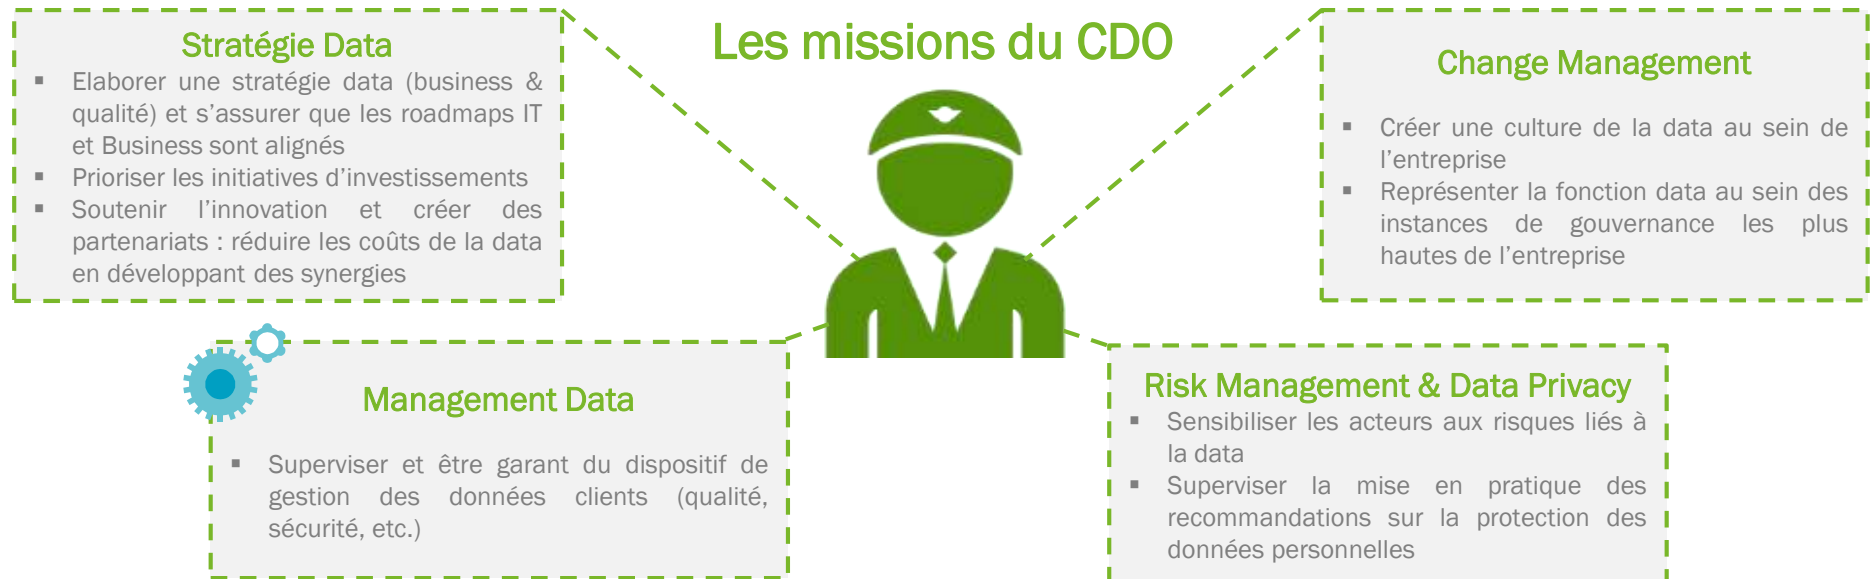 Les missions du CDO
Stratégie Data
▪ Elaborer une stratégie data (business &
qualité) et s’assurer que les roadmaps IT
et Business sont alignés
▪ Prioriser les initiatives d’investissements
▪ Soutenir l’innovation et créer des
partenariats : réduire les coûts de la data
en développant des synergies
Change Management
▪ Créer une culture de la data au sein de
l’entreprise
▪ Représenter la fonction data au sein des
instances de gouvernance les plus
hautes de l’entreprise
Management Data
▪ Superviser et être garant du dispositif de
gestion des données clients (qualité,
sécurité, etc.)
Risk Management & Data Privacy
▪ Sensibiliser les acteurs aux risques liés à
la data
▪ Superviser la mise en pratique des
recommandations sur la protection des
données personnelles